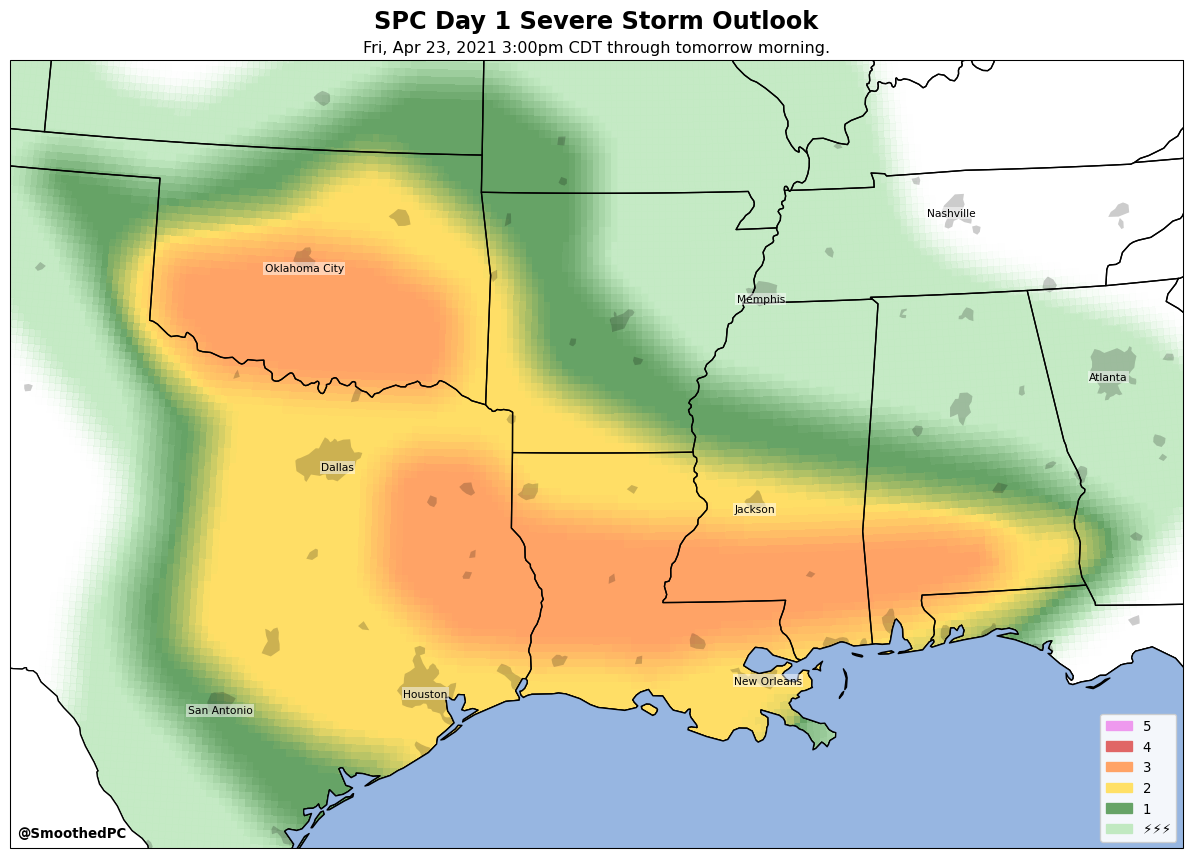 SPC Day 1 Severe Storm Outlook
Fri, Apr 23, 2021 3:00pm CDT through tomorrow morning.
Nashville
Oklahoma City
Memphis
Atlanta
Dallas
Jackson
New Orleans
Houston
San Antonio
5
4
3
2
1
⚡⚡⚡
@SmoothedPC